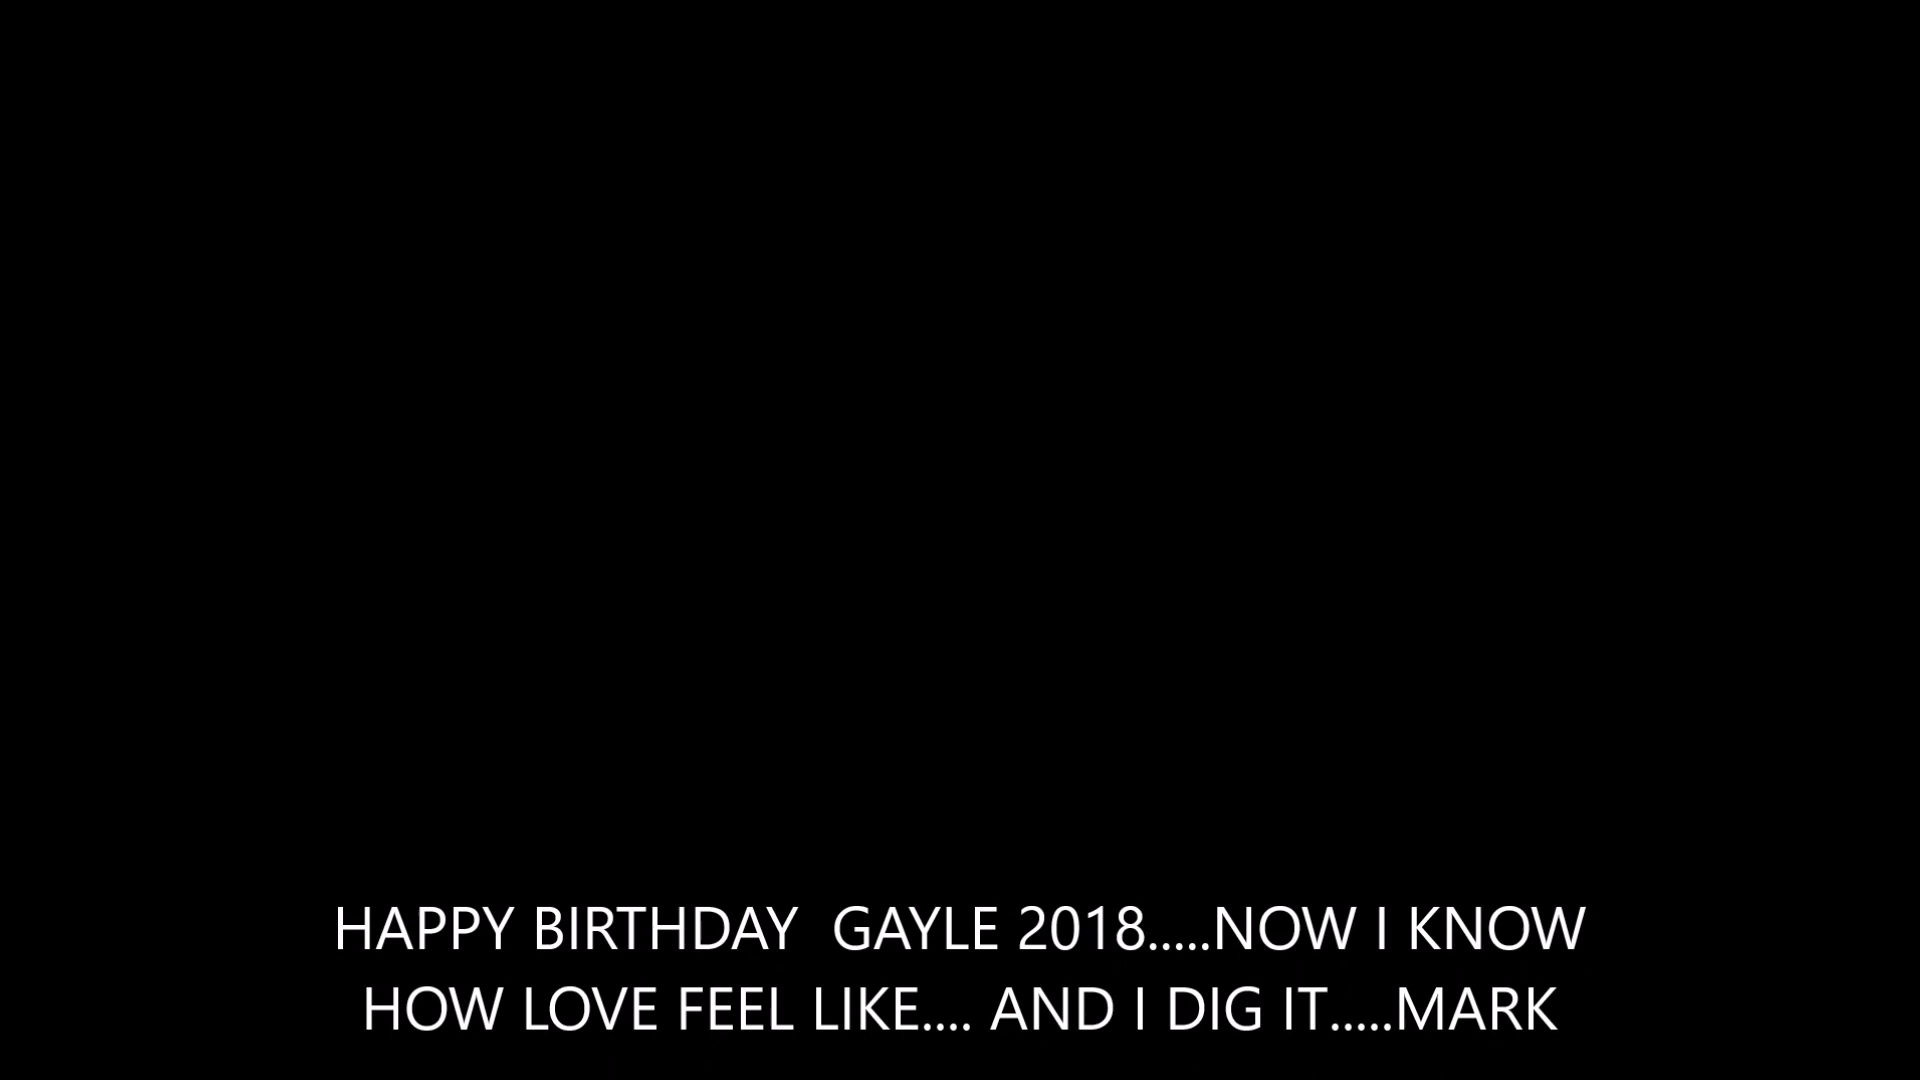 HAPPY BIRTHDAY  GAYLE 2018.....NOW I KNOW
HOW LOVE FEEL LIKE.... AND I DIG IT.....MARK